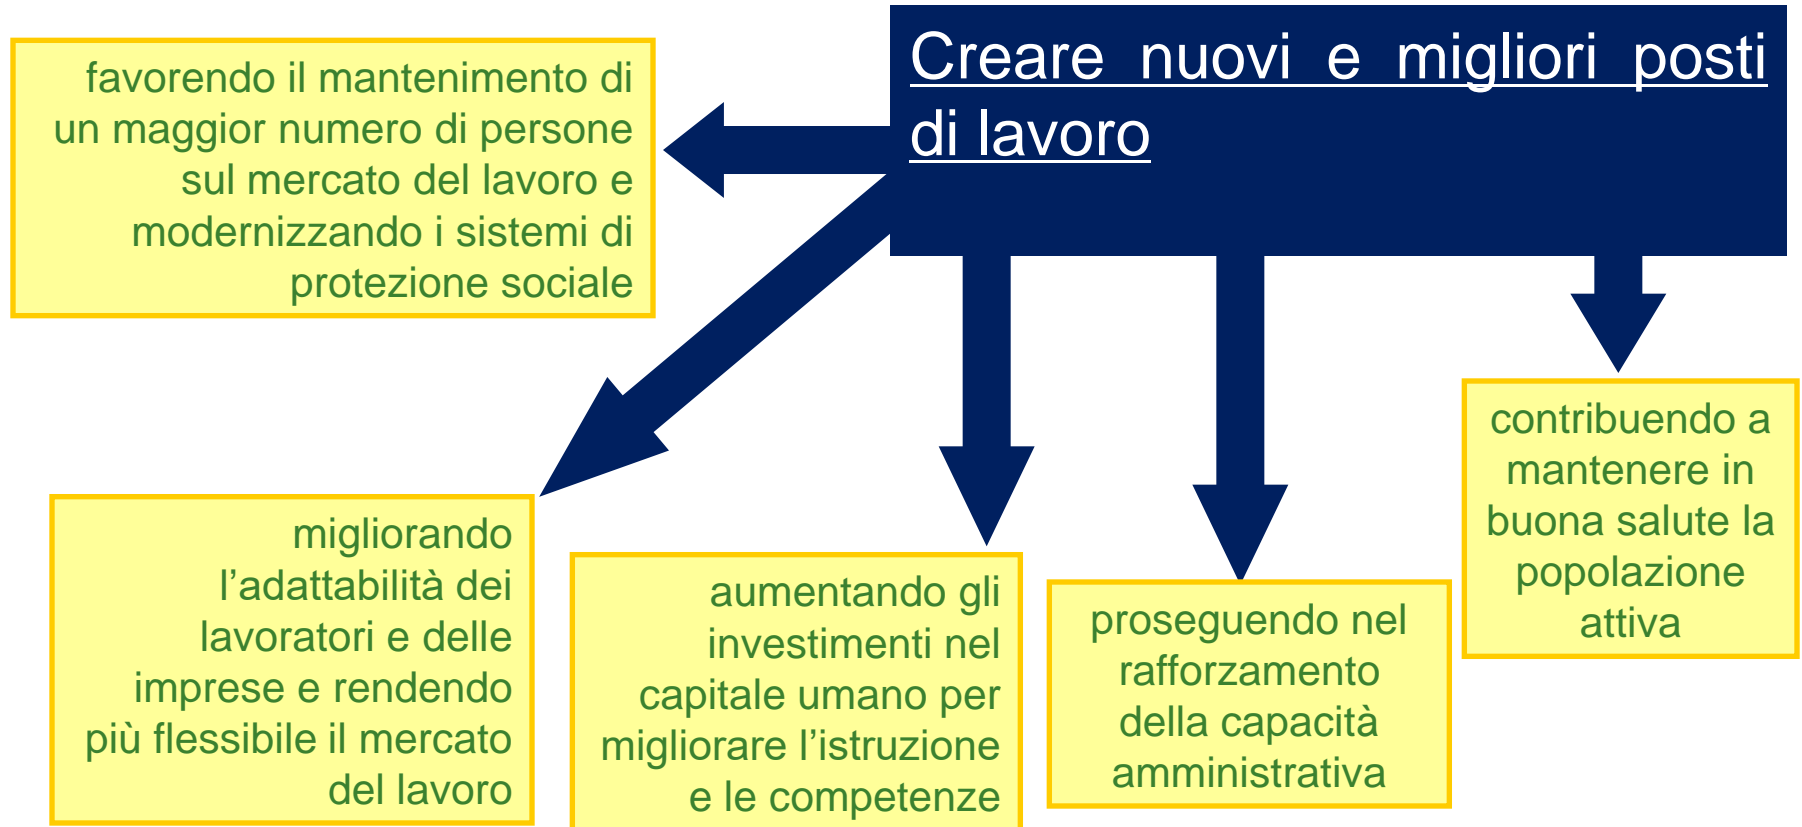 Creare nuovi e migliori posti
di lavoro
favorendo il mantenimento di
un maggior numero di persone
sul mercato del lavoro e
modernizzando i sistemi di
protezione sociale
migliorando
l’adattabilità dei
lavoratori e delle
imprese e rendendo
più flessibile il mercato
del lavoro
aumentando gli
investimenti nel
capitale umano per
migliorare l’istruzione
e le competenze
proseguendo nel
rafforzamento
della capacità
amministrativa
contribuendo a
mantenere in
buona salute la
popolazione
attiva